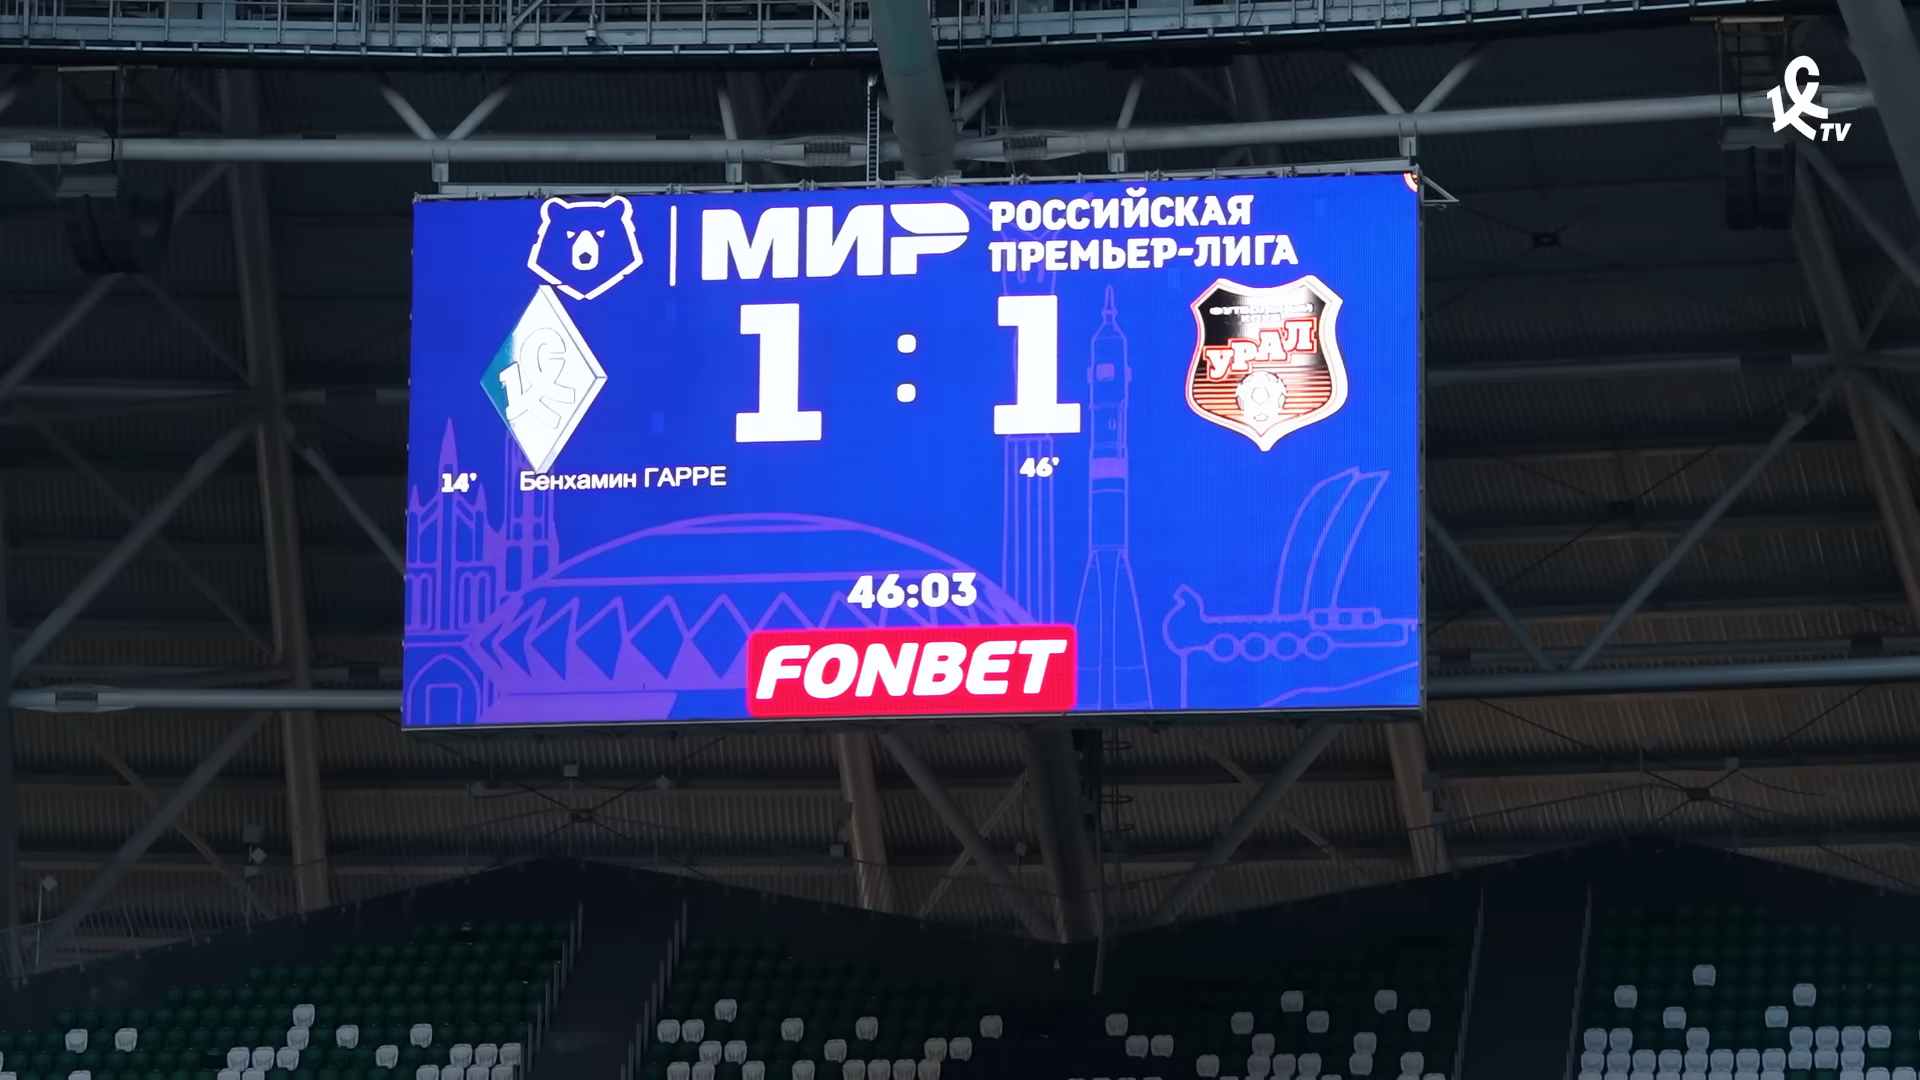 TV
МИР
РОССИЙСКАЯ
ПРЕМЬЕР-ЛИГА
1 : 1
УРАЛ
14' Бенхамин ГАРРЕ
46'
46:03
FONBET